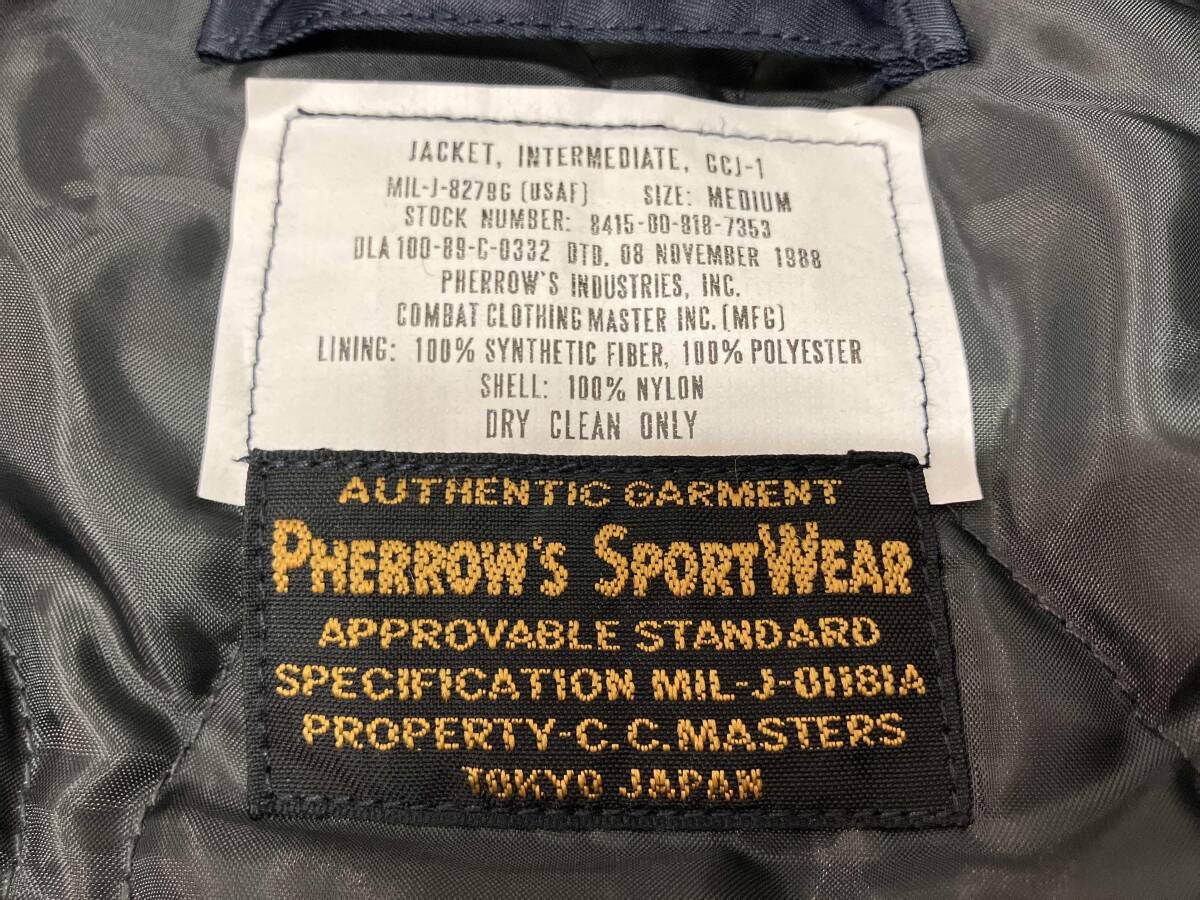 JACKET, INTERMEDIATE, CCJ-1
MIL-J-8279G (USAF) SIZE: MEDIUM
STOCK NUMBER: 8415-00-818-7353
DLA 100-89-C-0332 DTD. 08 NOVEMBER 1988
PHERROW'S INDUSTRIES, INC.
COMBAT CLOTHING MASTER INC. (MFG)
LINING: 100% SYNTHETIC FIBER, 100% POLYESTER
SHELL: 100% NYLON
DRY CLEAN ONLY
AUTHENTIC GARMENT
PHERROW'S SPORTWEAR
APPROVABLE STANDARD
SPECIFICATION MIL-J-01181A
PROPERTY-C.C.MASTERS
TOKYO JAPAN